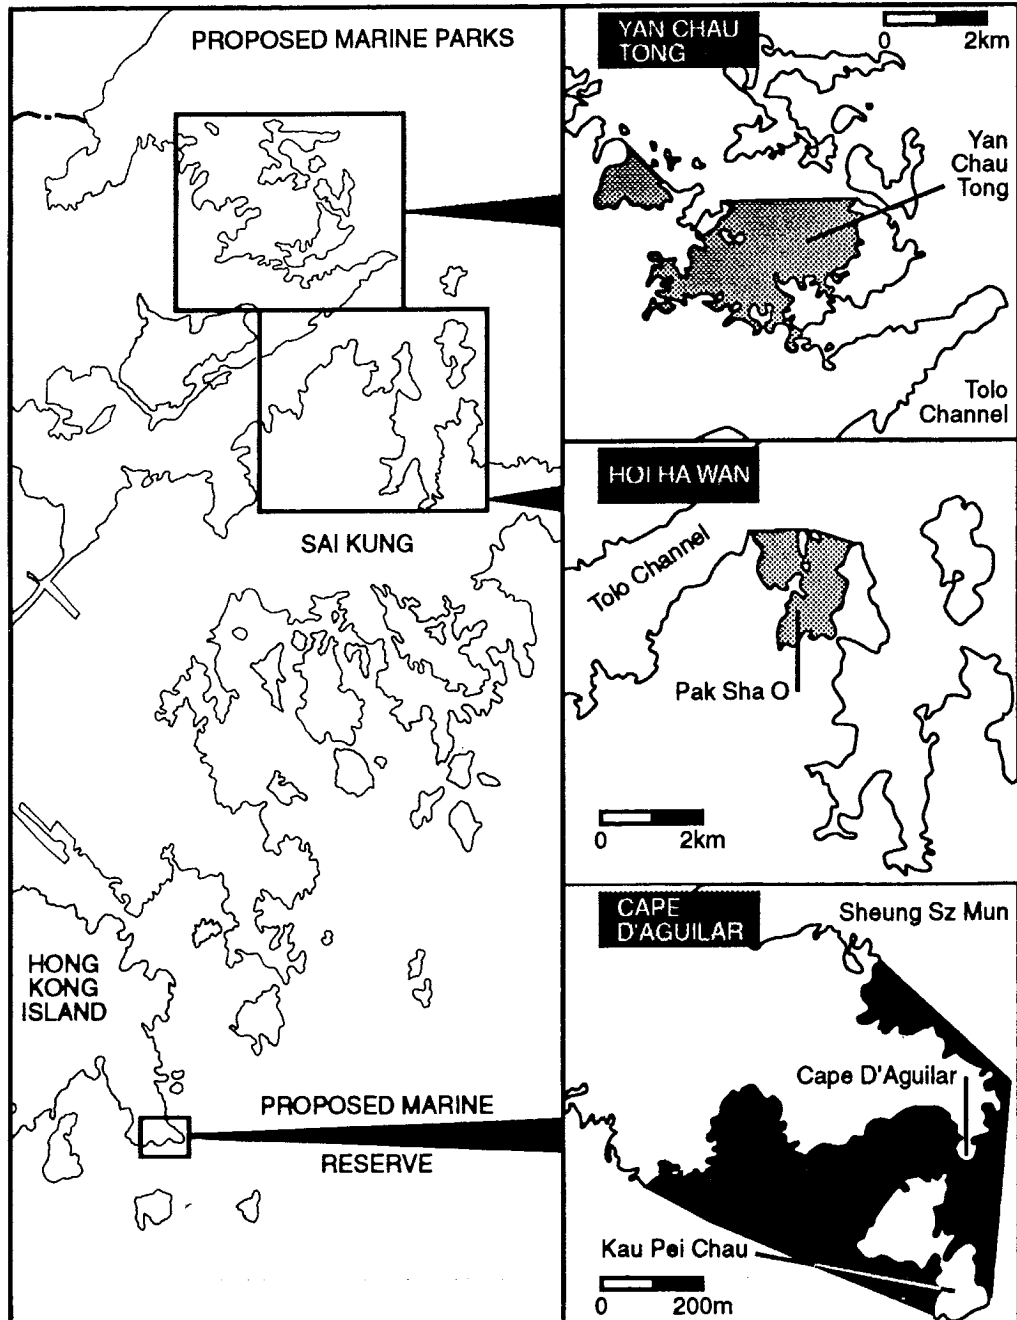 PROPOSED MARINE PARKS
SAI KUNG
HONG
KONG
ISLAND
PROPOSED MARINE
RESERVE
YAN CHAU
TONG
0 2km
Yan
Chau
Tong
Tolo
Channel
HOI HA WAN
Tolo Channel
Pak Sha O
0 2km
CAPE
D'AGUILAR
Sheung Sz Mun
Cape D'Aguilar
Kau Pei Chau
0 200m